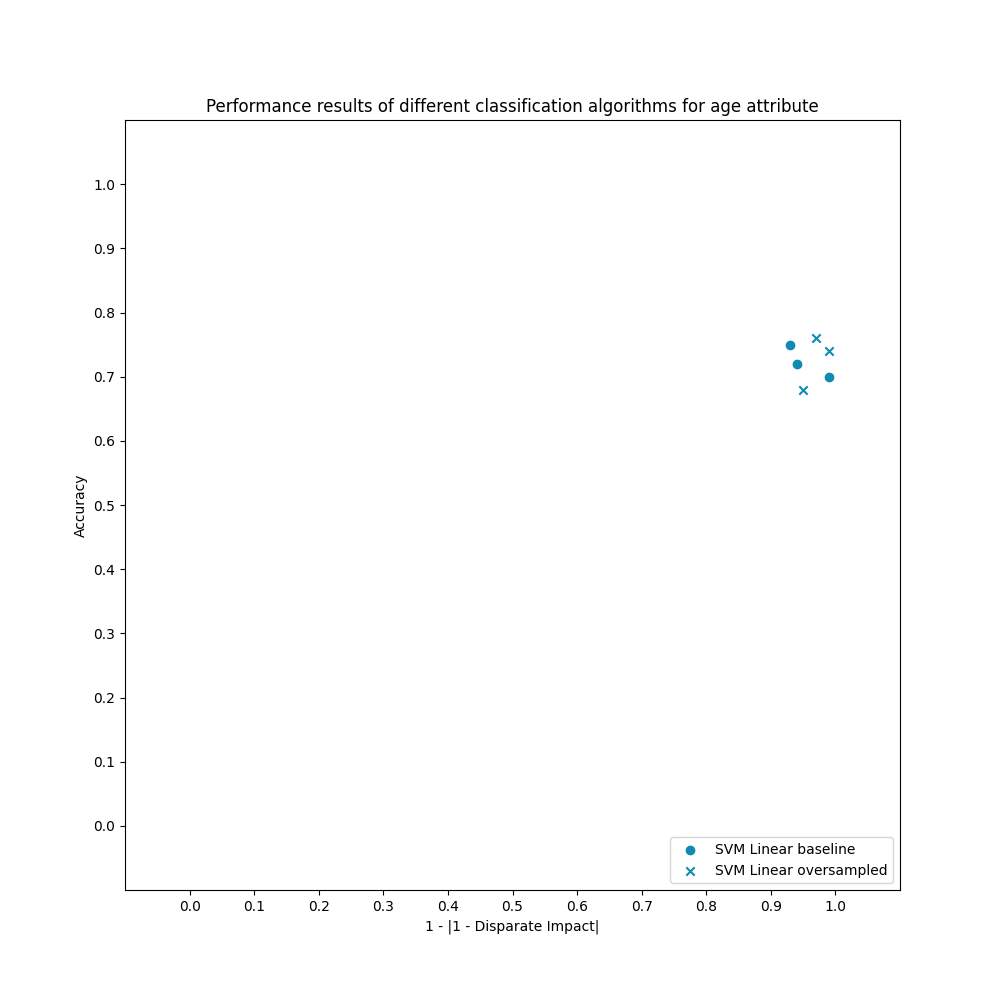 Performance results of different classification algorithms for age attribute
1.0
0.9
0.8
0.7
0.6
0.5
0.4
0.3
0.2
0.1
0.0
Accuracy
SVM Linear baseline
SVM Linear oversampled
0.0 0.1 0.2 0.3 0.4 0.5 0.6 0.7 0.8 0.9 1.0
1 - |1 - Disparate Impact|